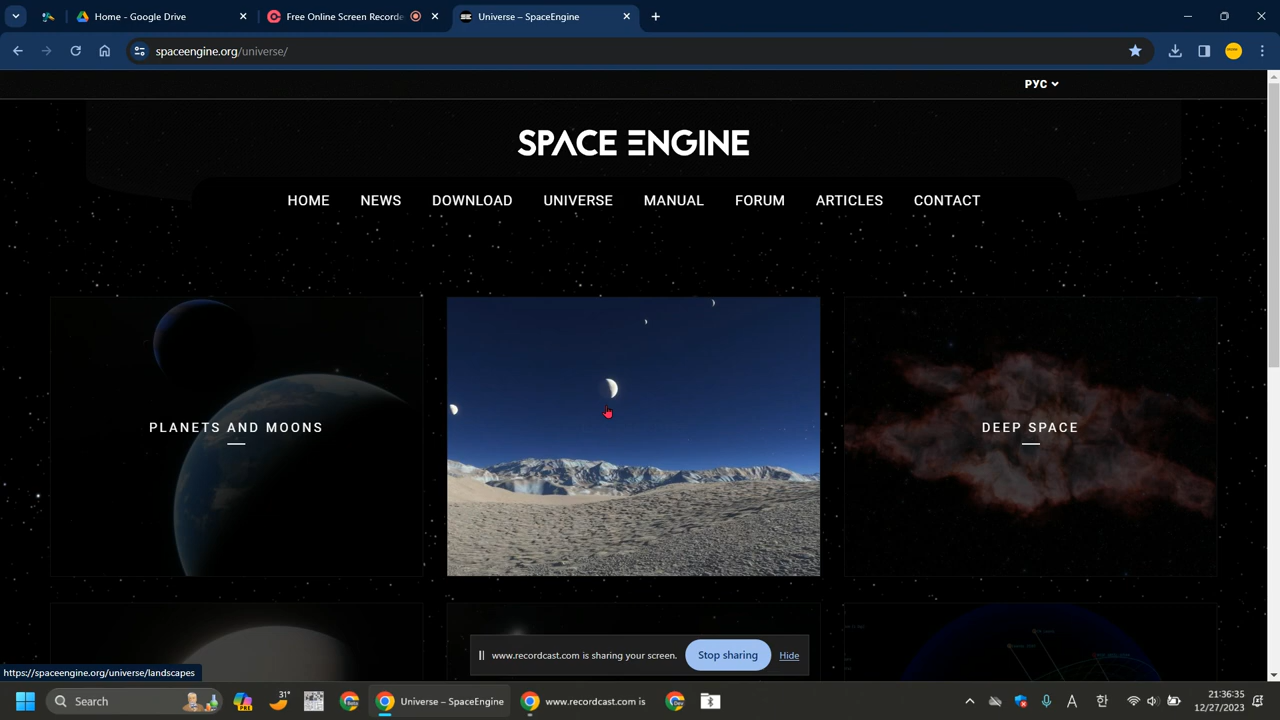 Home - Google Drive
Free Online Screen Recorde
Universe – SpaceEngine
spaceengine.org/universe/
РУС
SPACE ENGINE
HOME
NEWS
DOWNLOAD
UNIVERSE
MANUAL
FORUM
ARTICLES
CONTACT
PLANETS AND MOONS
DEEP SPACE
www.recordcast.com is sharing your screen.
Stop sharing
Hide
https://spaceengine.org/universe/landscapes
Search
31°
Universe – SpaceEngine
www.recordcast.com is
A
한
21:36:35
12/27/2023